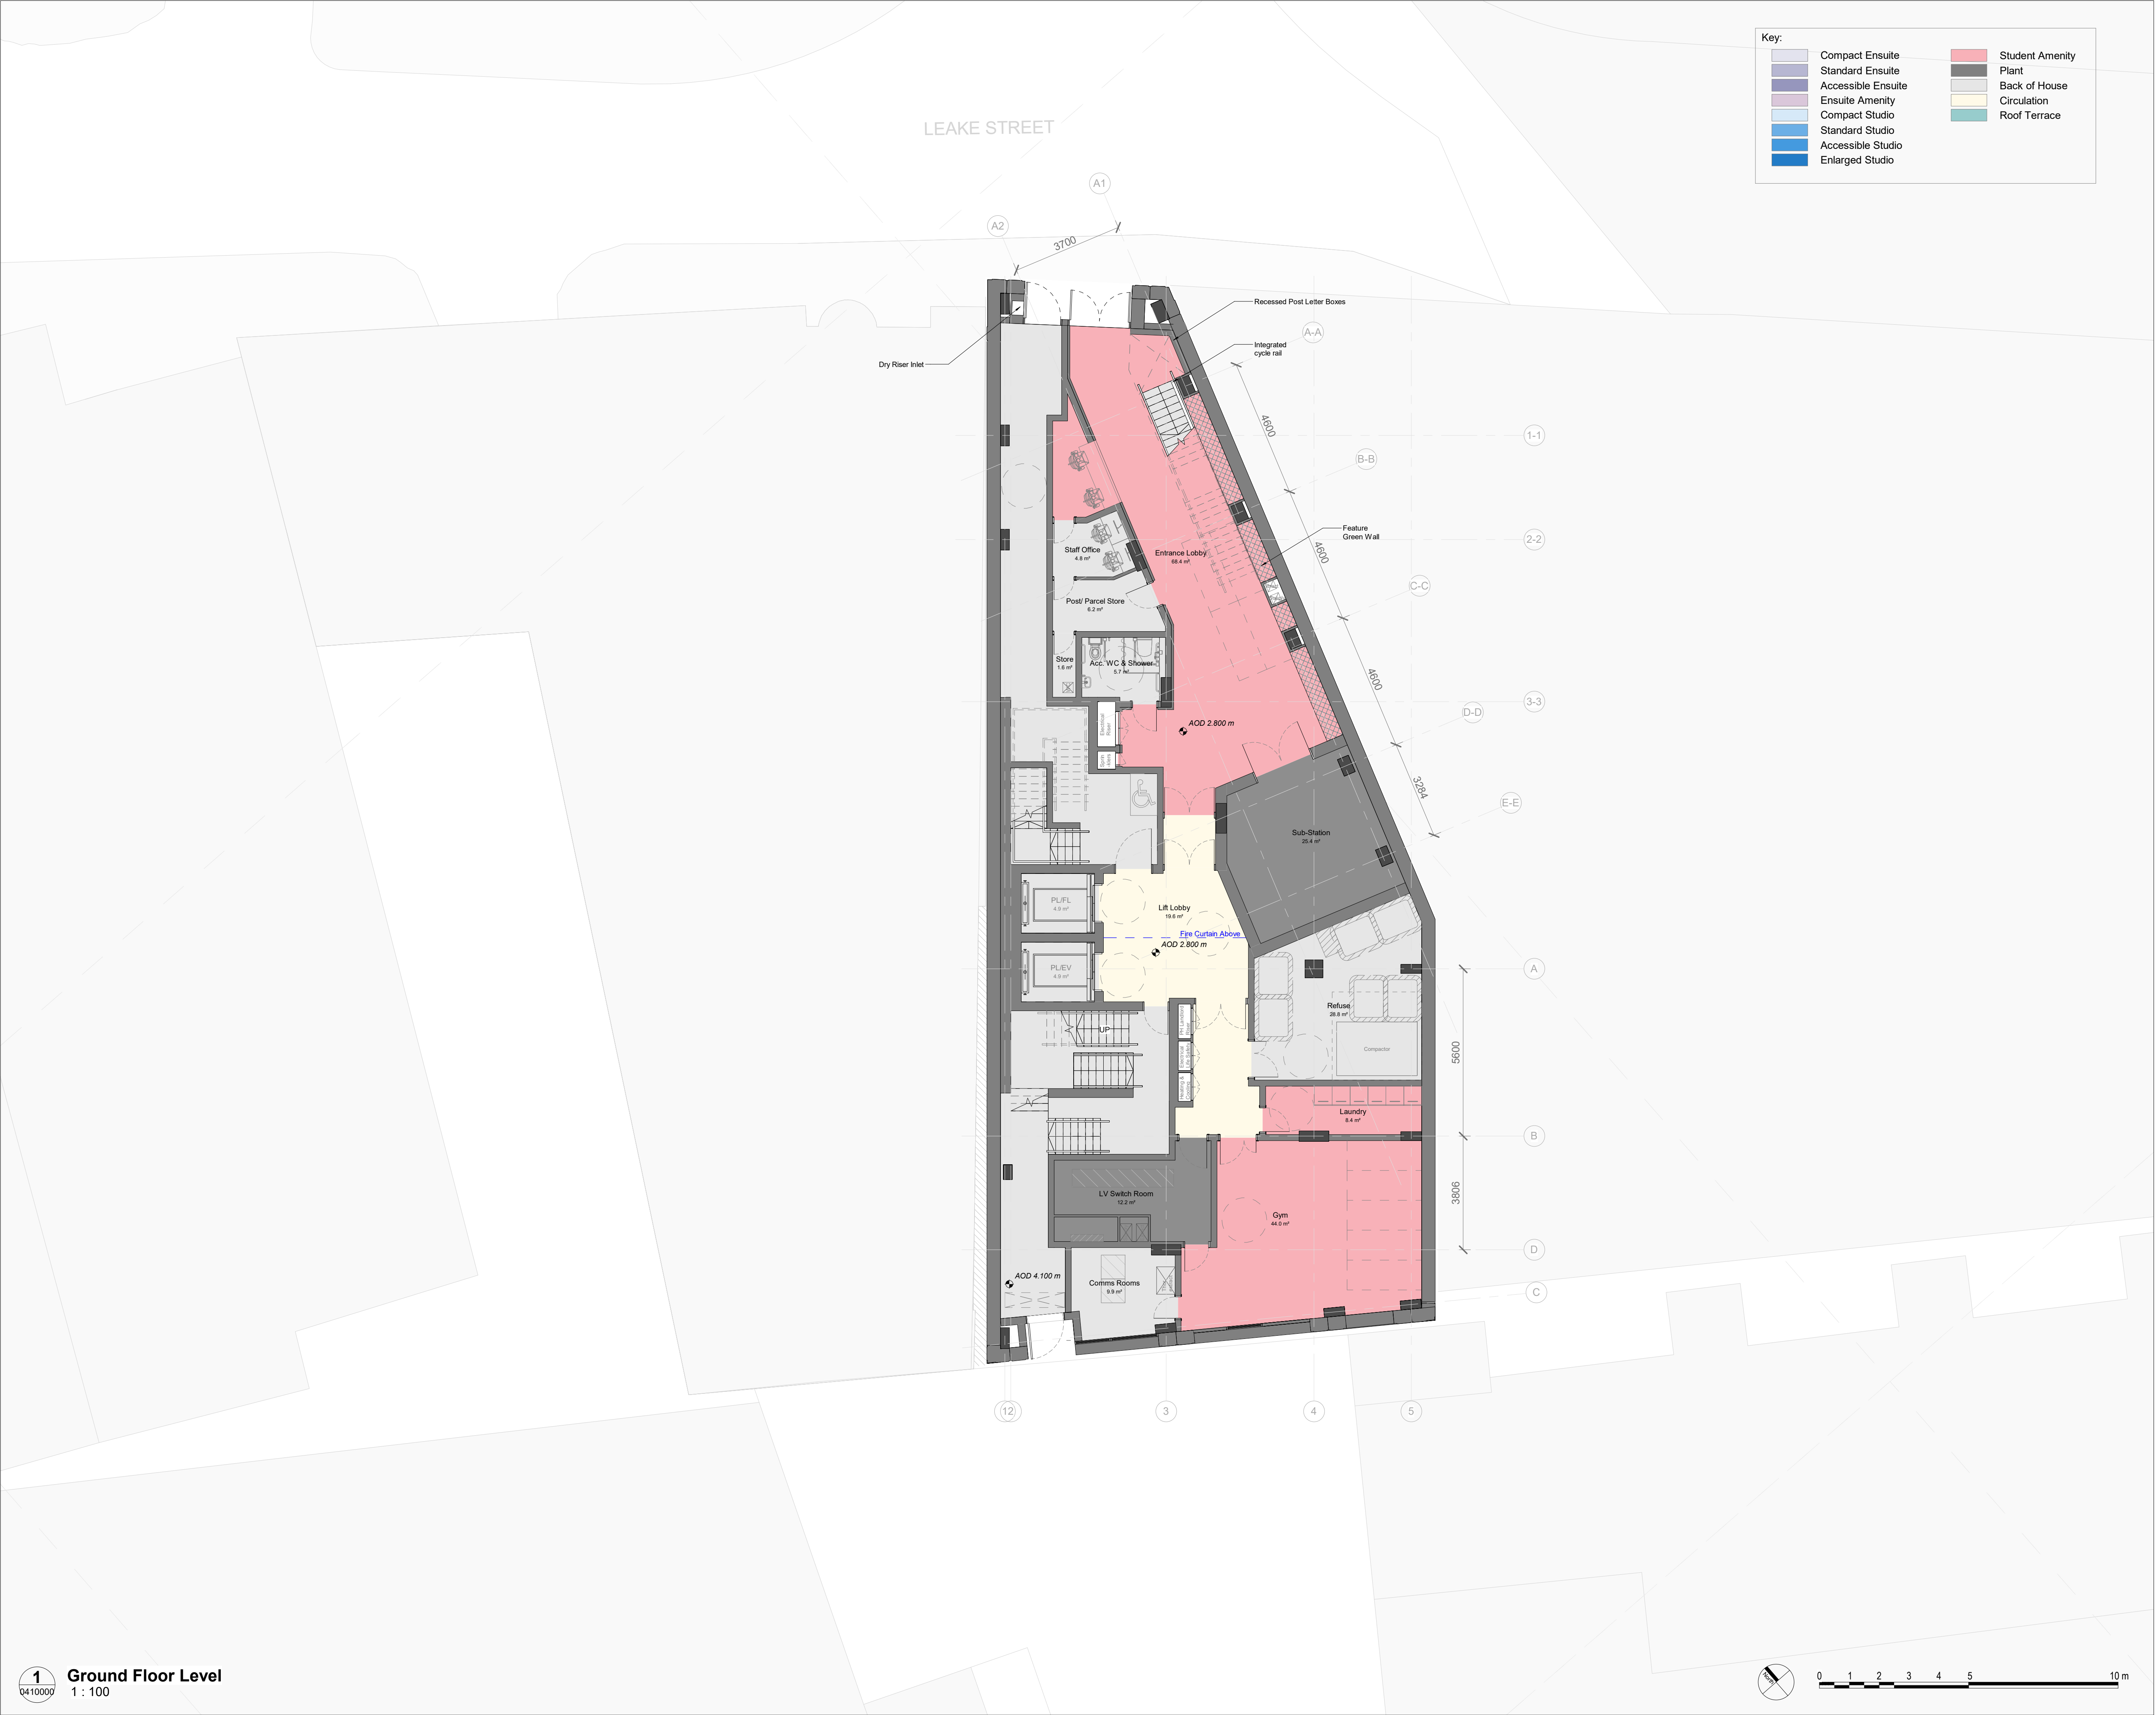 Key:
Compact Ensuite
Standard Ensuite
Accessible Ensuite
Ensuite Amenity
Compact Studio
Standard Studio
Accessible Studio
Enlarged Studio
Student Amenity
Plant
Back of House
Circulation
Roof Terrace
LEAKE STREET
A1
A2
3700
Recessed Post Letter Boxes
A-A
Integrated
cycle rail
Dry Riser Inlet
4600
1-1
B-B
Feature
Green Wall
2-2
4600
Staff Office
4.8 m²
Entrance Lobby
68.4 m²
C-C
Post/ Parcel Store
6.2 m²
Store
1.6 m²
Acc. WC & Shower
5.7 m²
4600
3-3
D-D
Electrical
Riser
AOD 2.800 m
3284
E-E
Sub-Station
25.4 m²
PL/FL
4.9 m²
Lift Lobby
19.6 m²
Fire Curtain Above
AOD 2.800 m
PL/EV
4.9 m²
A
Refuse
28.8 m²
UP
Compactor
5600
Heating &
Cooling
Laundry
8.4 m²
B
LV Switch Room
12.2 m²
3806
Gym
44.0 m²
D
AOD 4.100 m
Comms Rooms
9.9 m²
C
12
3
4
5
1
0410000
Ground Floor Level
1 : 100
North
0 1 2 3 4 5 10 m